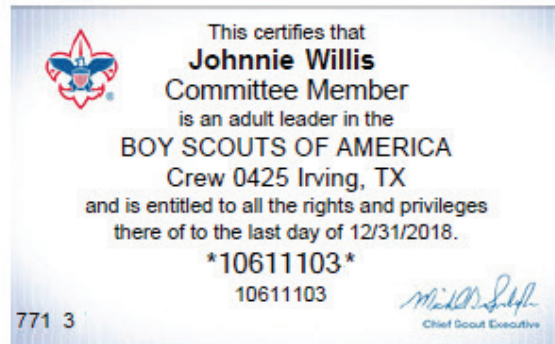 This certifies that
Johnnie Willis
Committee Member
is an adult leader in the
BOY SCOUTS OF AMERICA
Crew 0425 Irving, TX
and is entitled to all the rights and privileges
there of to the last day of 12/31/2018.
*10611103*
10611103
771 3
Chief Scout Executive